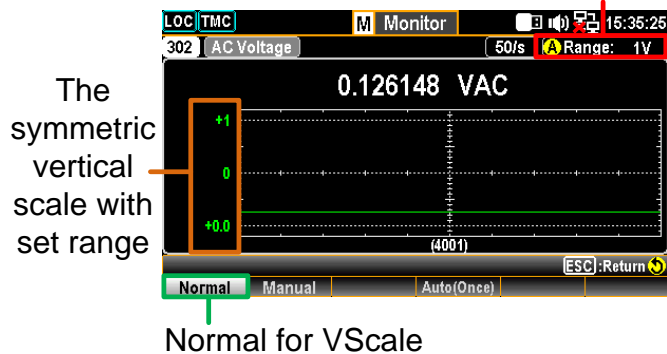 LOC TMC M Monitor 15:35:25
302 AC Voltage 50/s A Range: 1V
0.126148 VAC
The
symmetric
vertical
scale with
set range
+1
0
+0.0
(4001)
ESC :Return
Normal Manual Auto(Once)
Normal for VScale